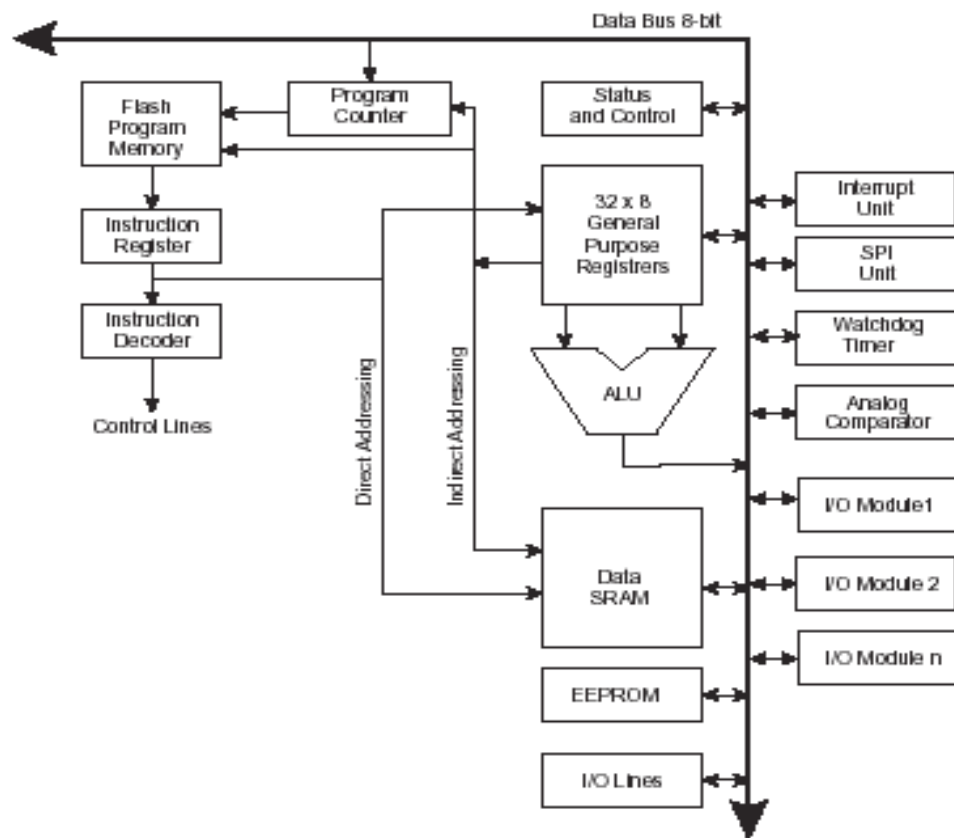 Data Bus 8-bit
Flash
Program
Memory
Program
Counter
Status
and Control
Interrupt
Unit
32 x 8
General
Purpose
Registrers
Instruction
Register
SPI
Unit
Instruction
Decoder
Watchdog
Timer
ALU
Control Lines
Direct Addressing
Indirect Addressing
Analog
Comparator
I/O Module1
Data
SRAM
I/O Module 2
I/O Module n
EEPROM
I/O Lines